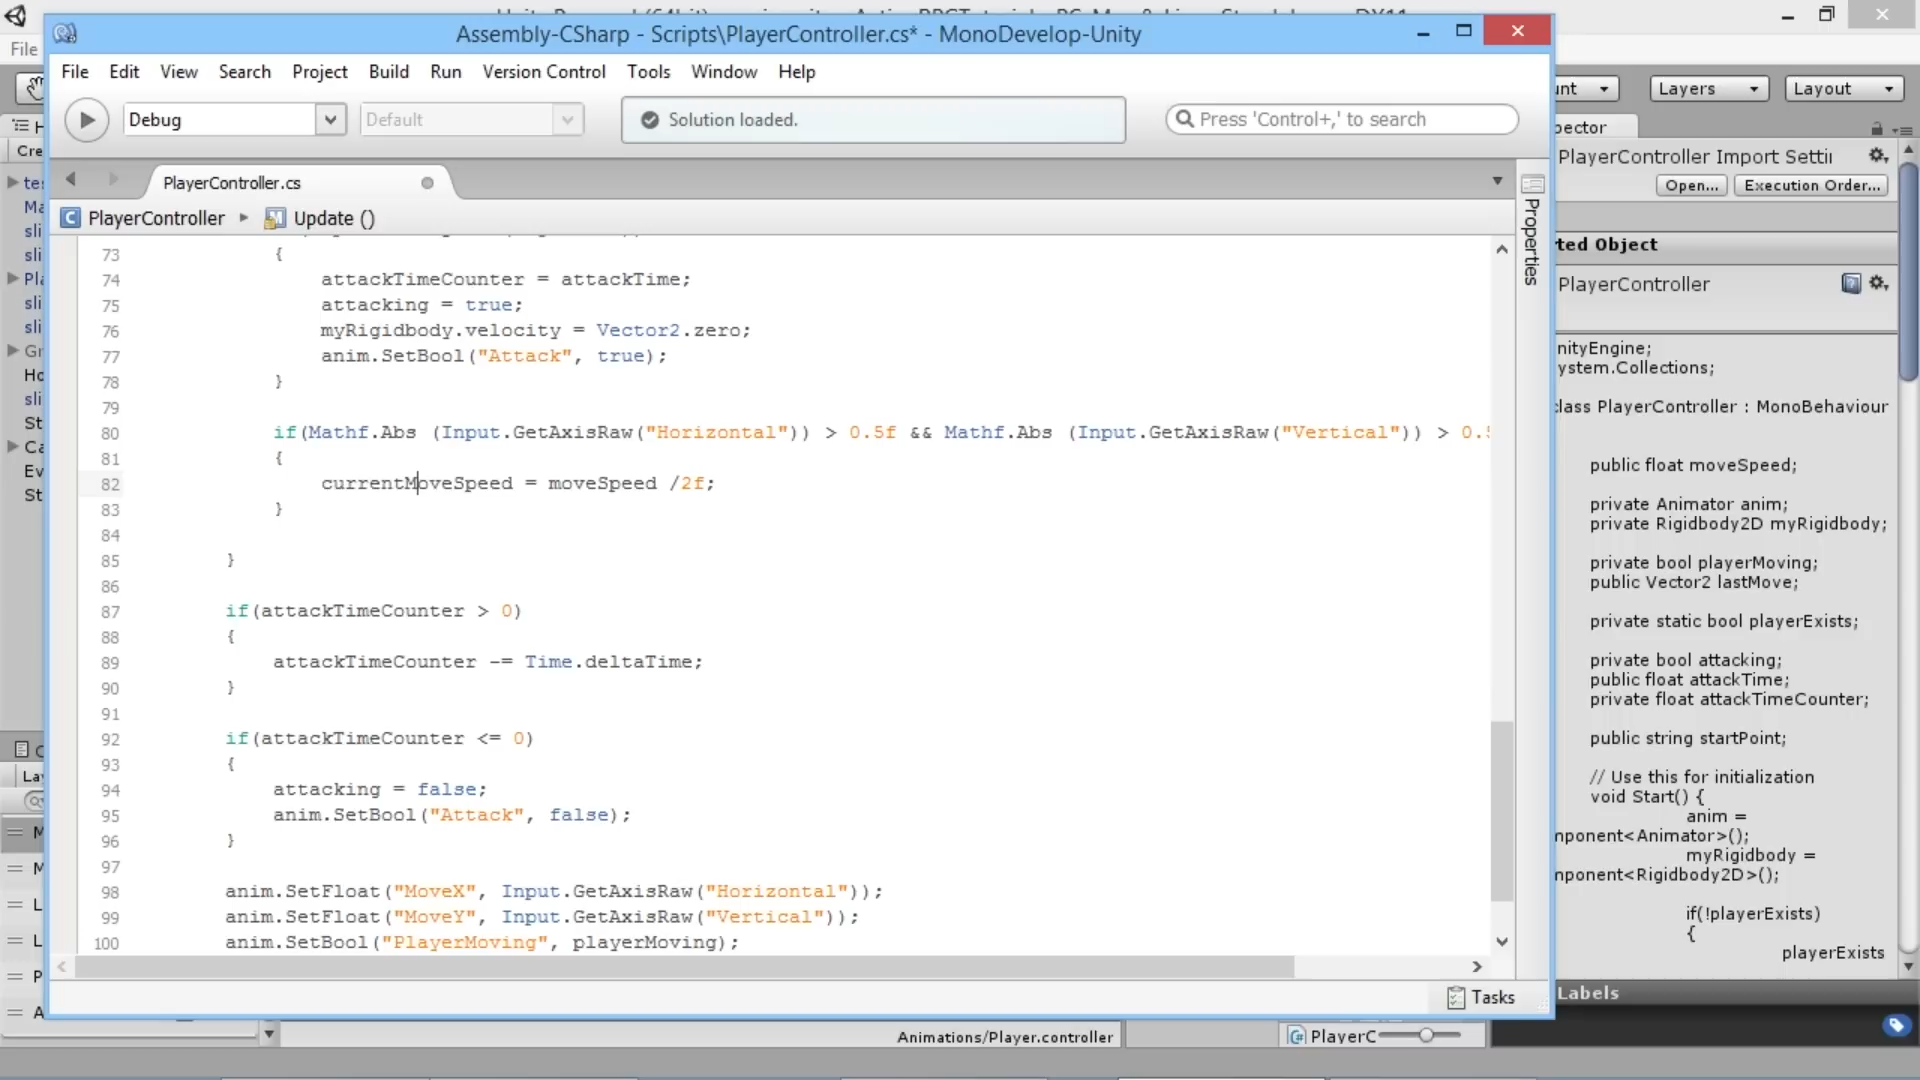 Assembly-CSharp - Scripts\PlayerController.cs* - MonoDevelop-Unity
File
File Edit View Search Project Build Run Version Control Tools Window Help
Layers Layout
Debug Default Solution loaded. Press 'Control+,' to search
PlayerController.cs
PlayerController Update ()
Properties
73 {
74 attackTimeCounter = attackTime;
75 attacking = true;
76 myRigidbody.velocity = Vector2.zero;
77 anim.SetBool("Attack", true);
78 }
79
80 if(Mathf.Abs (Input.GetAxisRaw("Horizontal")) > 0.5f && Mathf.Abs (Input.GetAxisRaw("Vertical")) > 0.5
81 {
82 currentMoveSpeed = moveSpeed /2f;
83 }
84
85 }
86
87 if(attackTimeCounter > 0)
88 {
89 attackTimeCounter -= Time.deltaTime;
90 }
91
92 if(attackTimeCounter <= 0)
93 {
94 attacking = false;
95 anim.SetBool("Attack", false);
96 }
97
98 anim.SetFloat("MoveX", Input.GetAxisRaw("Horizontal"));
99 anim.SetFloat("MoveY", Input.GetAxisRaw("Vertical"));
100 anim.SetBool("PlayerMoving", playerMoving);
Tasks
PlayerController Import Setti
Open... Execution Order...
ted Object
PlayerController
nityEngine;
ystem.Collections;
class PlayerController : MonoBehaviour
public float moveSpeed;
private Animator anim;
private Rigidbody2D myRigidbody;
private bool playerMoving;
public Vector2 lastMove;
private static bool playerExists;
private bool attacking;
public float attackTime;
private float attackTimeCounter;
public string startPoint;
// Use this for initialization
void Start() {
anim =
mponent<Animator>();
myRigidbody =
mponent<Rigidbody2D>();
if(!playerExists)
{
playerExists
Labels
Animations/Player.controller
PlayerC